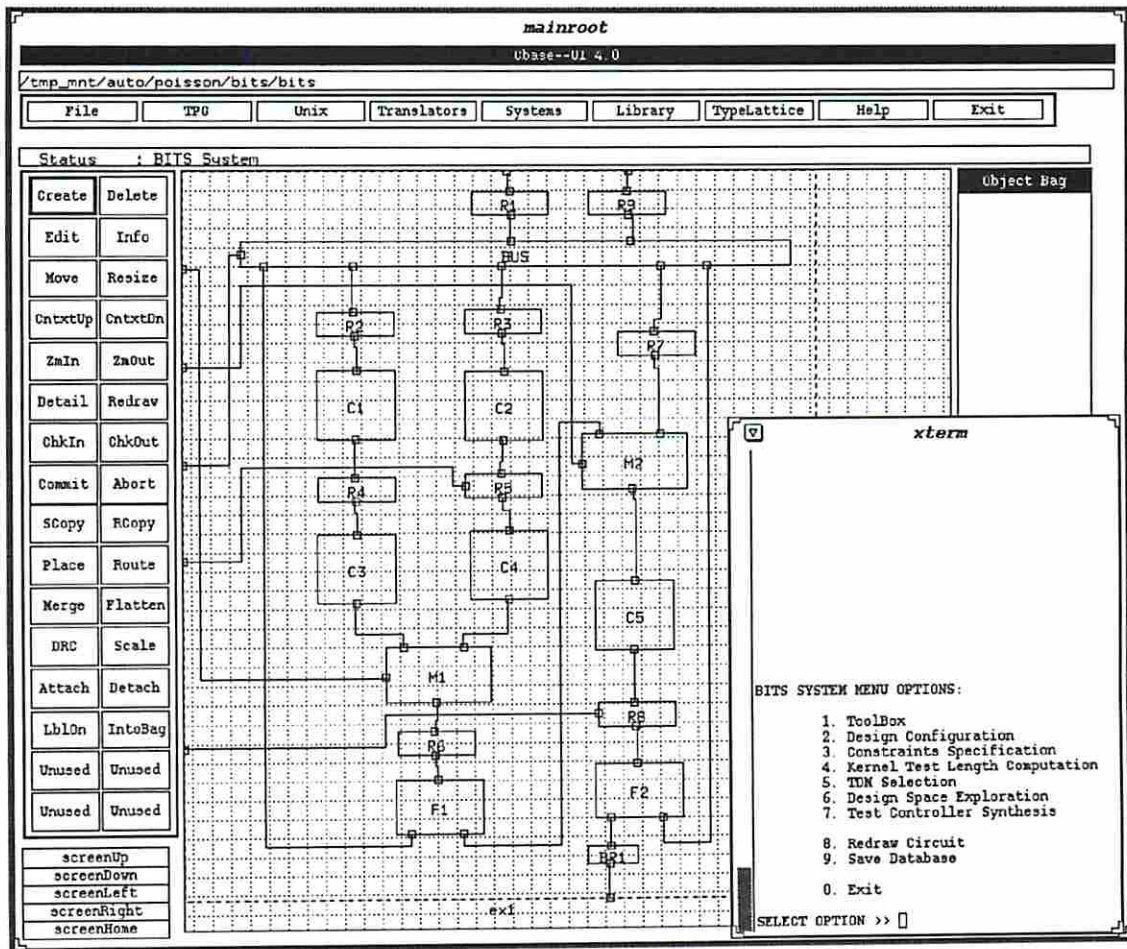 mainroot
Cbase--UI 4.0
/tmp_mnt/auto/poisson/bits/bits
File TPG Unix Translators Systems Library TypeLattice Help Exit
Status : BITS System
Create Delete
Edit Info
Move Resize
CntxtUp CntxtDn
ZmIn ZmOut
Detail Redraw
ChkIn ChkOut
Commit Abort
SCopy RCopy
Place Route
Merge Flatten
DRC Scale
Attach Detach
LblOn IntoBag
Unused Unused
Unused Unused
screenUp
screenDown
screenLeft
screenRight
screenHome
R1 R9
BUS
R2 R3 R7
C1 C2
M2
R4 R5
C3 C4
C5
M1
R8
R6
F1 F2
BR1
ex1
Object Bag
xterm
BITS SYSTEM MENU OPTIONS:
1. ToolBox
2. Design Configuration
3. Constraints Specification
4. Kernel Test Length Computation
5. TDM Selection
6. Design Space Exploration
7. Test Controller Synthesis
8. Redraw Circuit
9. Save Database
0. Exit
SELECT OPTION >>